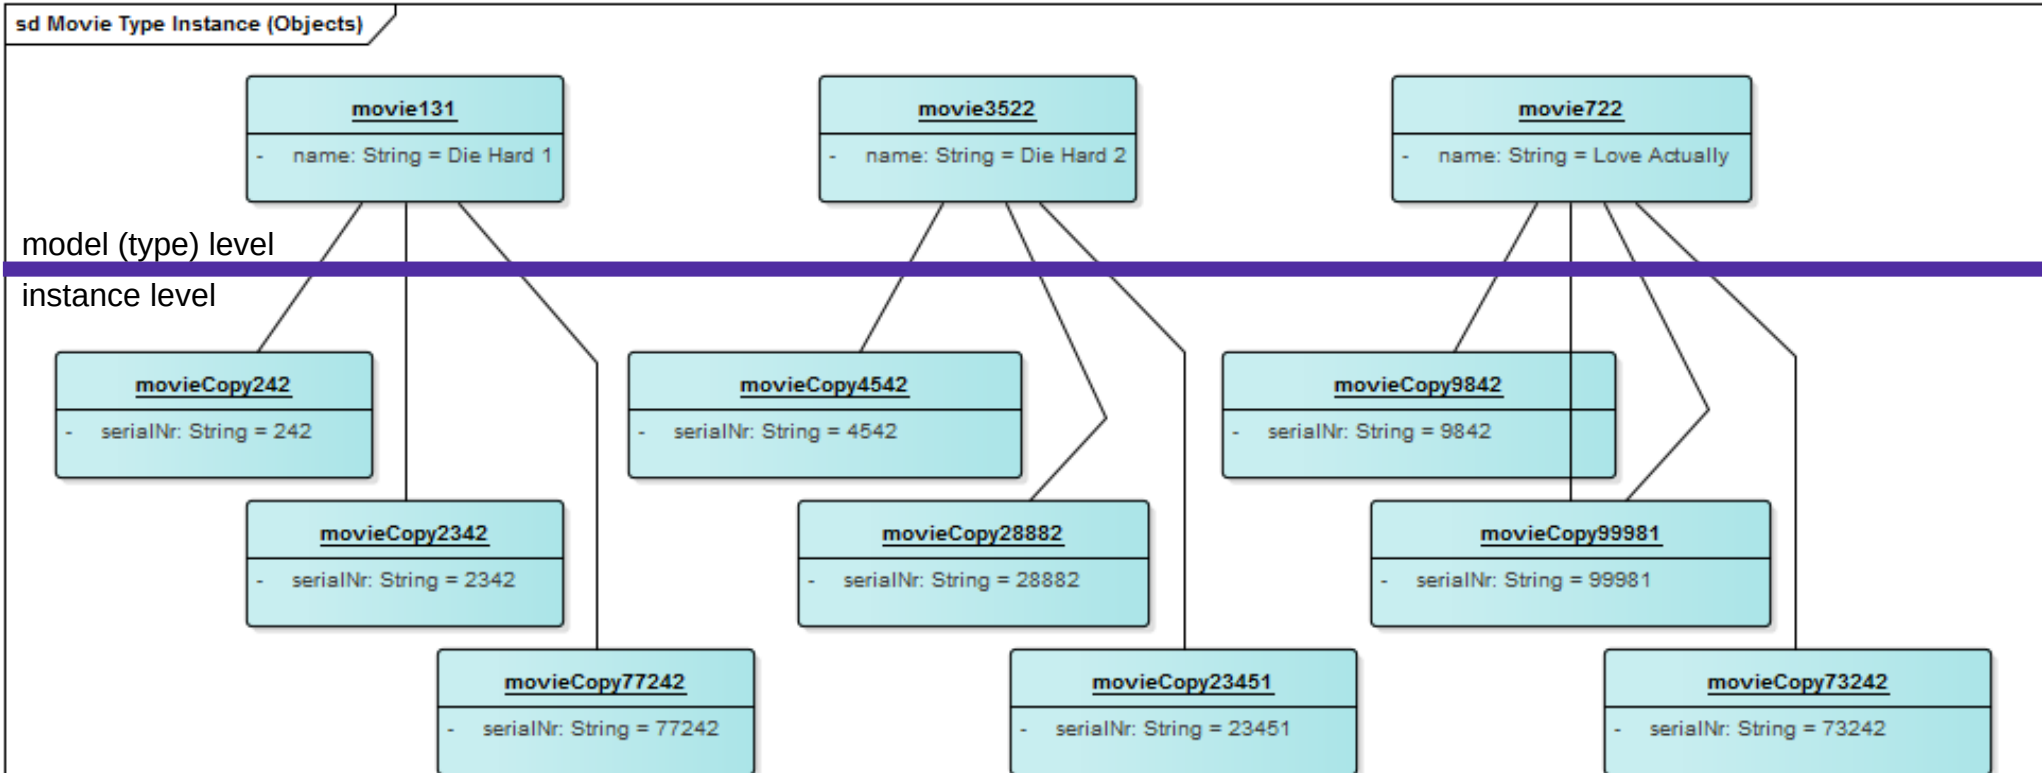 sd Movie Type Instance (Objects)
movie131
- name: String = Die Hard 1
movie3522
- name: String = Die Hard 2
movie722
- name: String = Love Actually
model (type) level
instance level
movieCopy242
- serialNr: String = 242
movieCopy4542
- serialNr: String = 4542
movieCopy9842
- serialNr: String = 9842
movieCopy2342
- serialNr: String = 2342
movieCopy28882
- serialNr: String = 28882
movieCopy99981
- serialNr: String = 99981
movieCopy77242
- serialNr: String = 77242
movieCopy23451
- serialNr: String = 23451
movieCopy73242
- serialNr: String = 73242